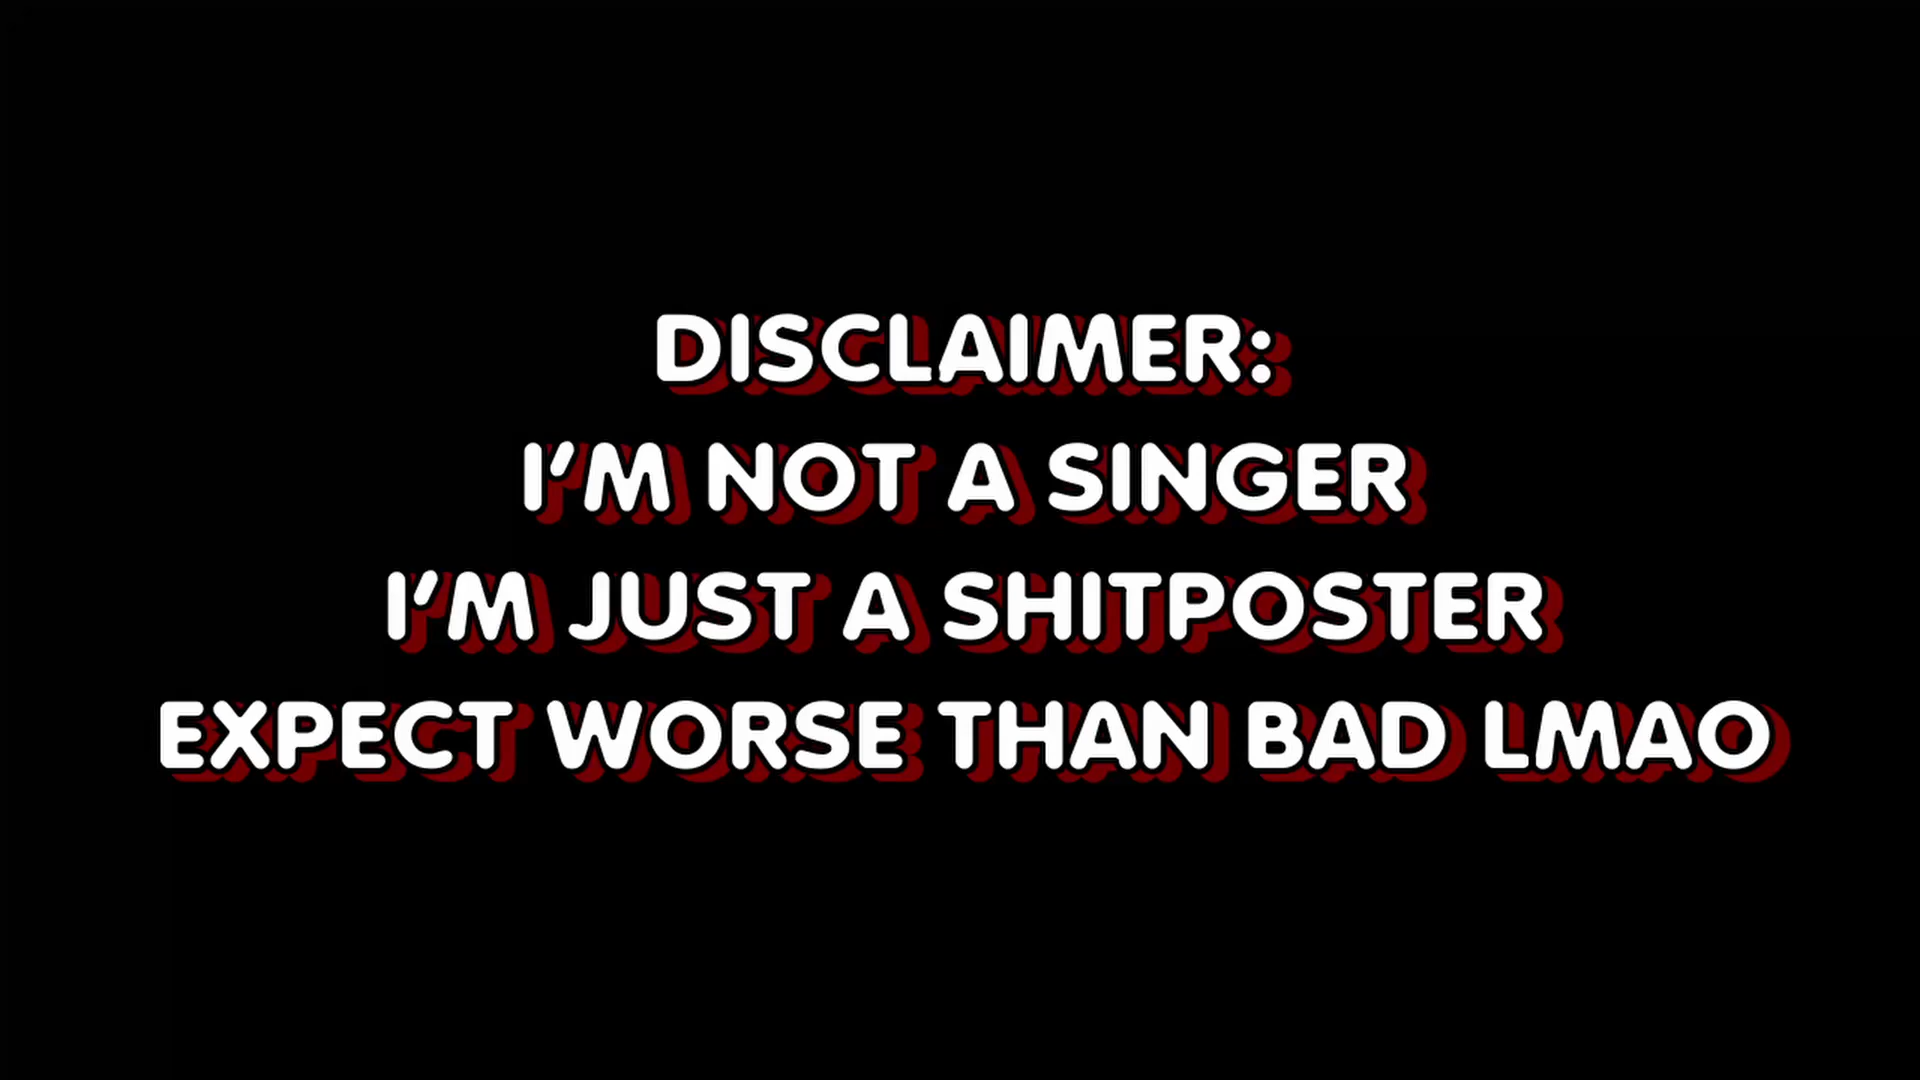 DISCLAIMER:
I'M NOT A SINGER
I'M JUST A SHITPOSTER
EXPECT WORSE THAN BAD LMAO